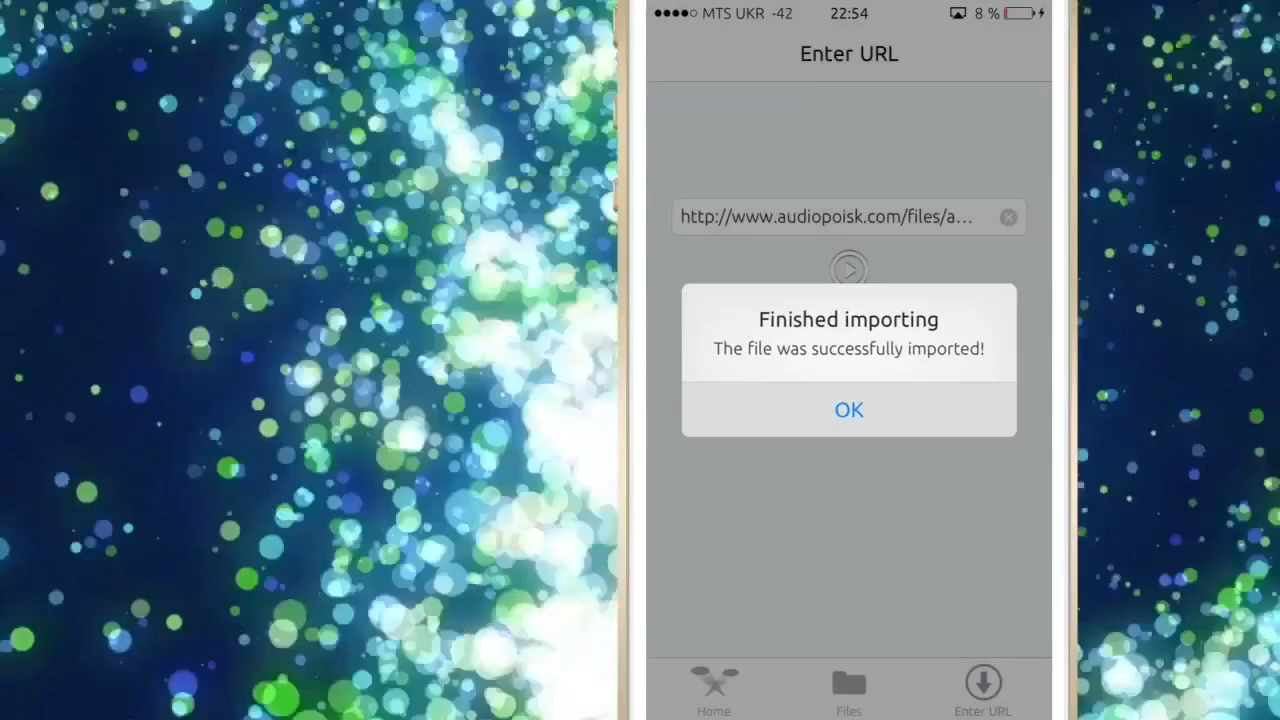 MTS UKR -42 22:54 8 %
Enter URL
http://www.audiopoisk.com/files/a...
Finished importing
The file was successfully imported!
OK
Home Files Enter URL